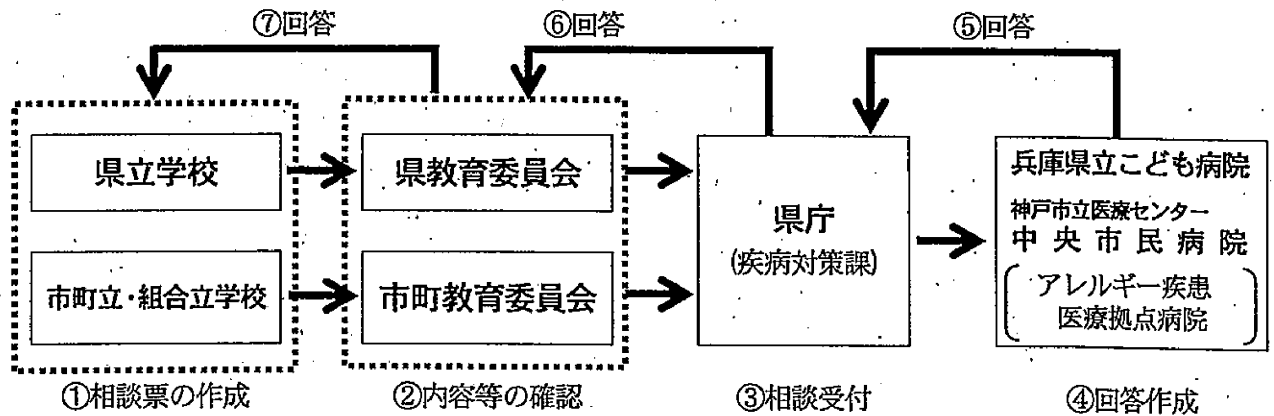 ⑦回答
⑥回答
⑤回答
県立学校
県教育委員会
県庁
(疾病対策課)
兵庫県立こども病院
神戸市立医療センター
中央市民病院
アレルギー疾患
医療拠点病院
市町立・組合立学校
市町教育委員会
①相談票の作成
②内容等の確認
③相談受付
④回答作成